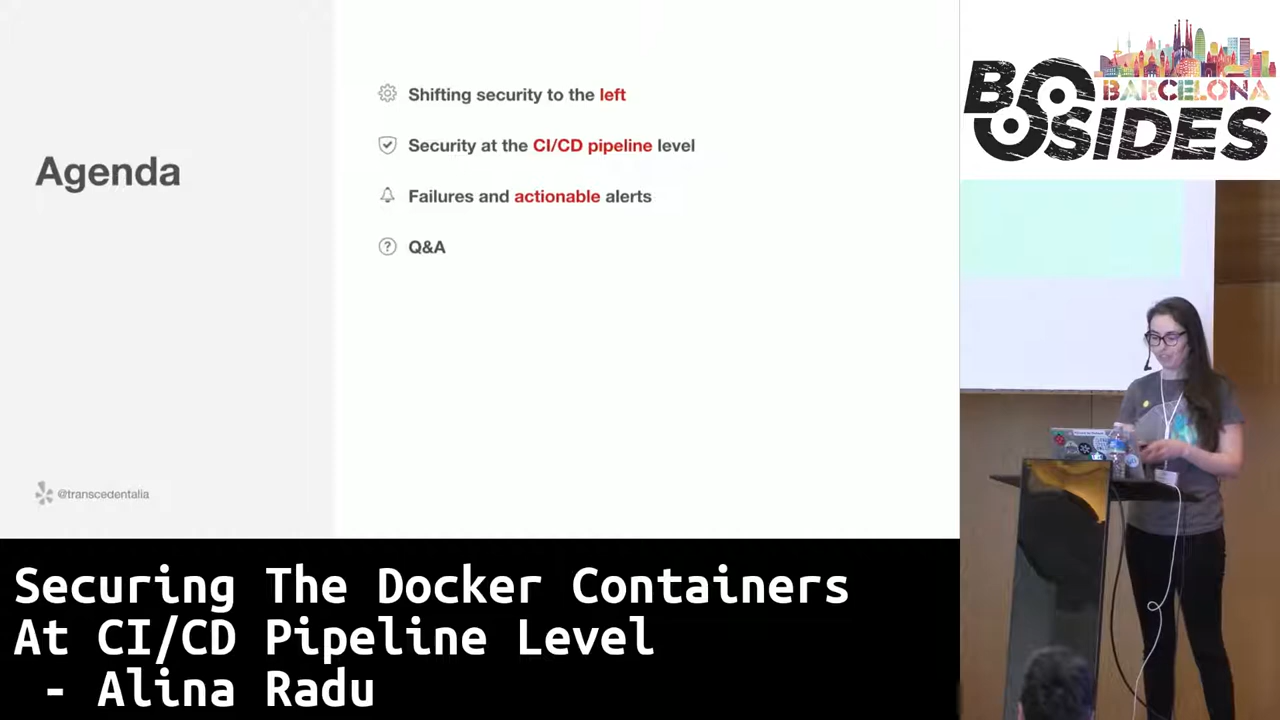 Agenda
Shifting security to the left
Security at the CI/CD pipeline level
Failures and actionable alerts
Q&A
@transcedentalia
BSIDES
BARCELONA
Securing The Docker Containers
At CI/CD Pipeline Level
- Alina Radu